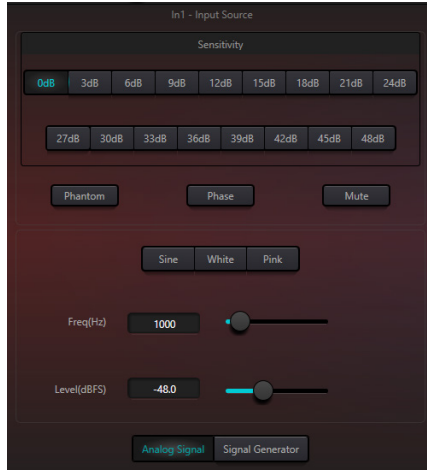 In1 - Input Source
Sensitivity
0dB 3dB 6dB 9dB 12dB 15dB 18dB 21dB 24dB
27dB 30dB 33dB 36dB 39dB 42dB 45dB 48dB
Phantom Phase Mute
Sine White Pink
Freq(Hz) 1000
Level(dBFS) -48.0
Analog Signal Signal Generator